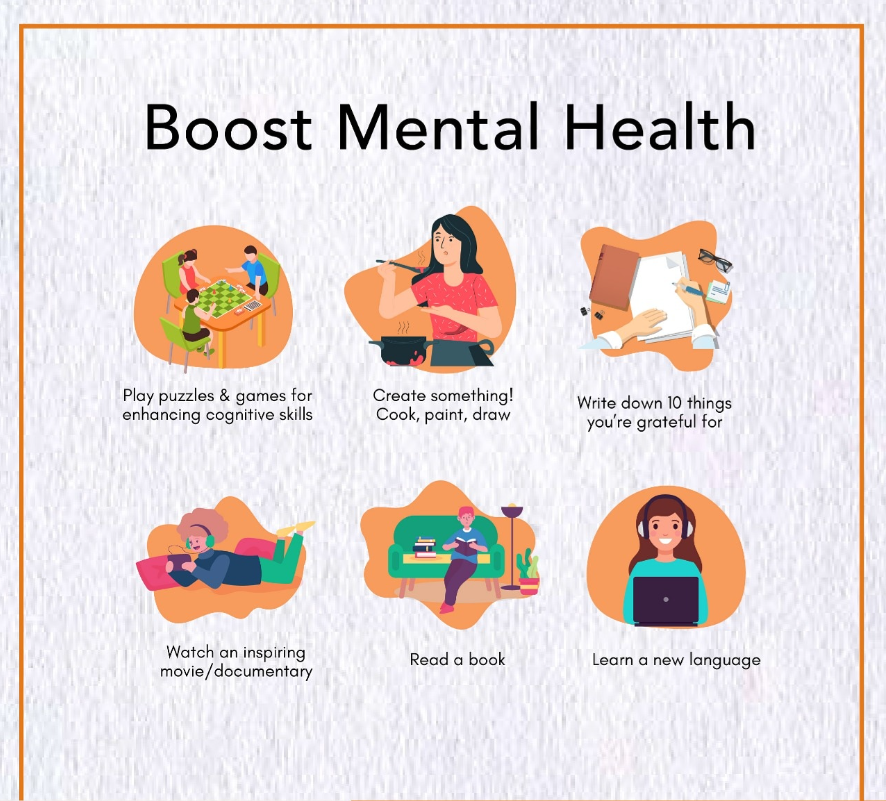 Boost Mental Health
Play puzzles & games for
enhancing cognitive skills
Create something!
Cook, paint, draw
Write down 10 things
you're grateful for
Watch an inspiring
movie/documentary
Read a book
Learn a new language